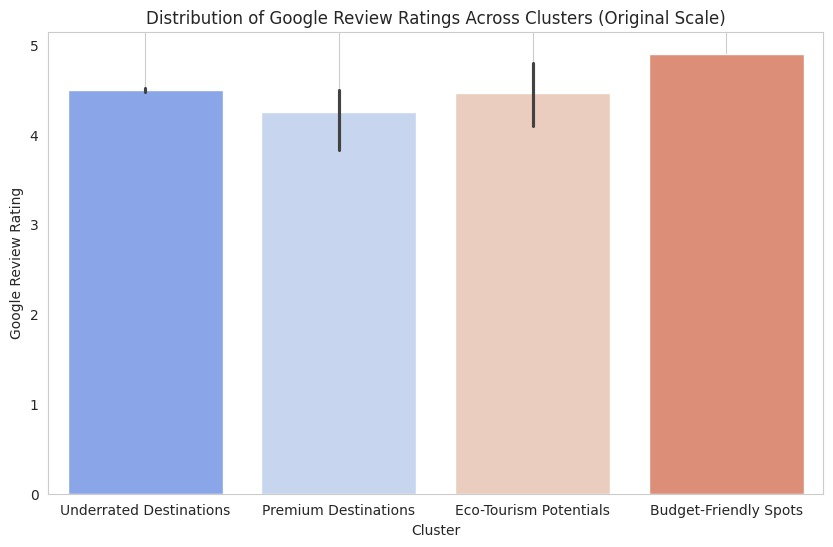 Distribution of Google Review Ratings Across Clusters (Original Scale)
5
4
3
2
1
0
Google Review Rating
Underrated Destinations
Premium Destinations
Eco-Tourism Potentials
Budget-Friendly Spots
Cluster